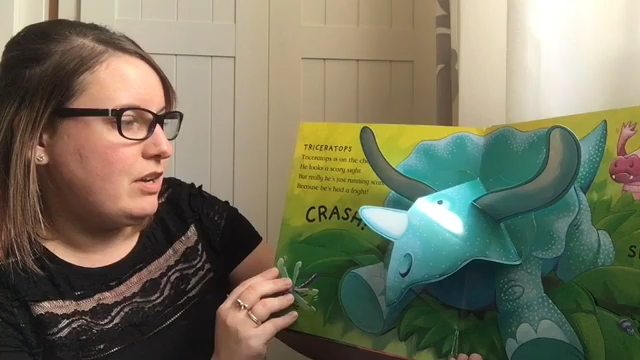 TRICERATOPS
Triceratops is on the
He looks a scary sight.
But really he's just running scared
Because he's had a fright!
CRASH!